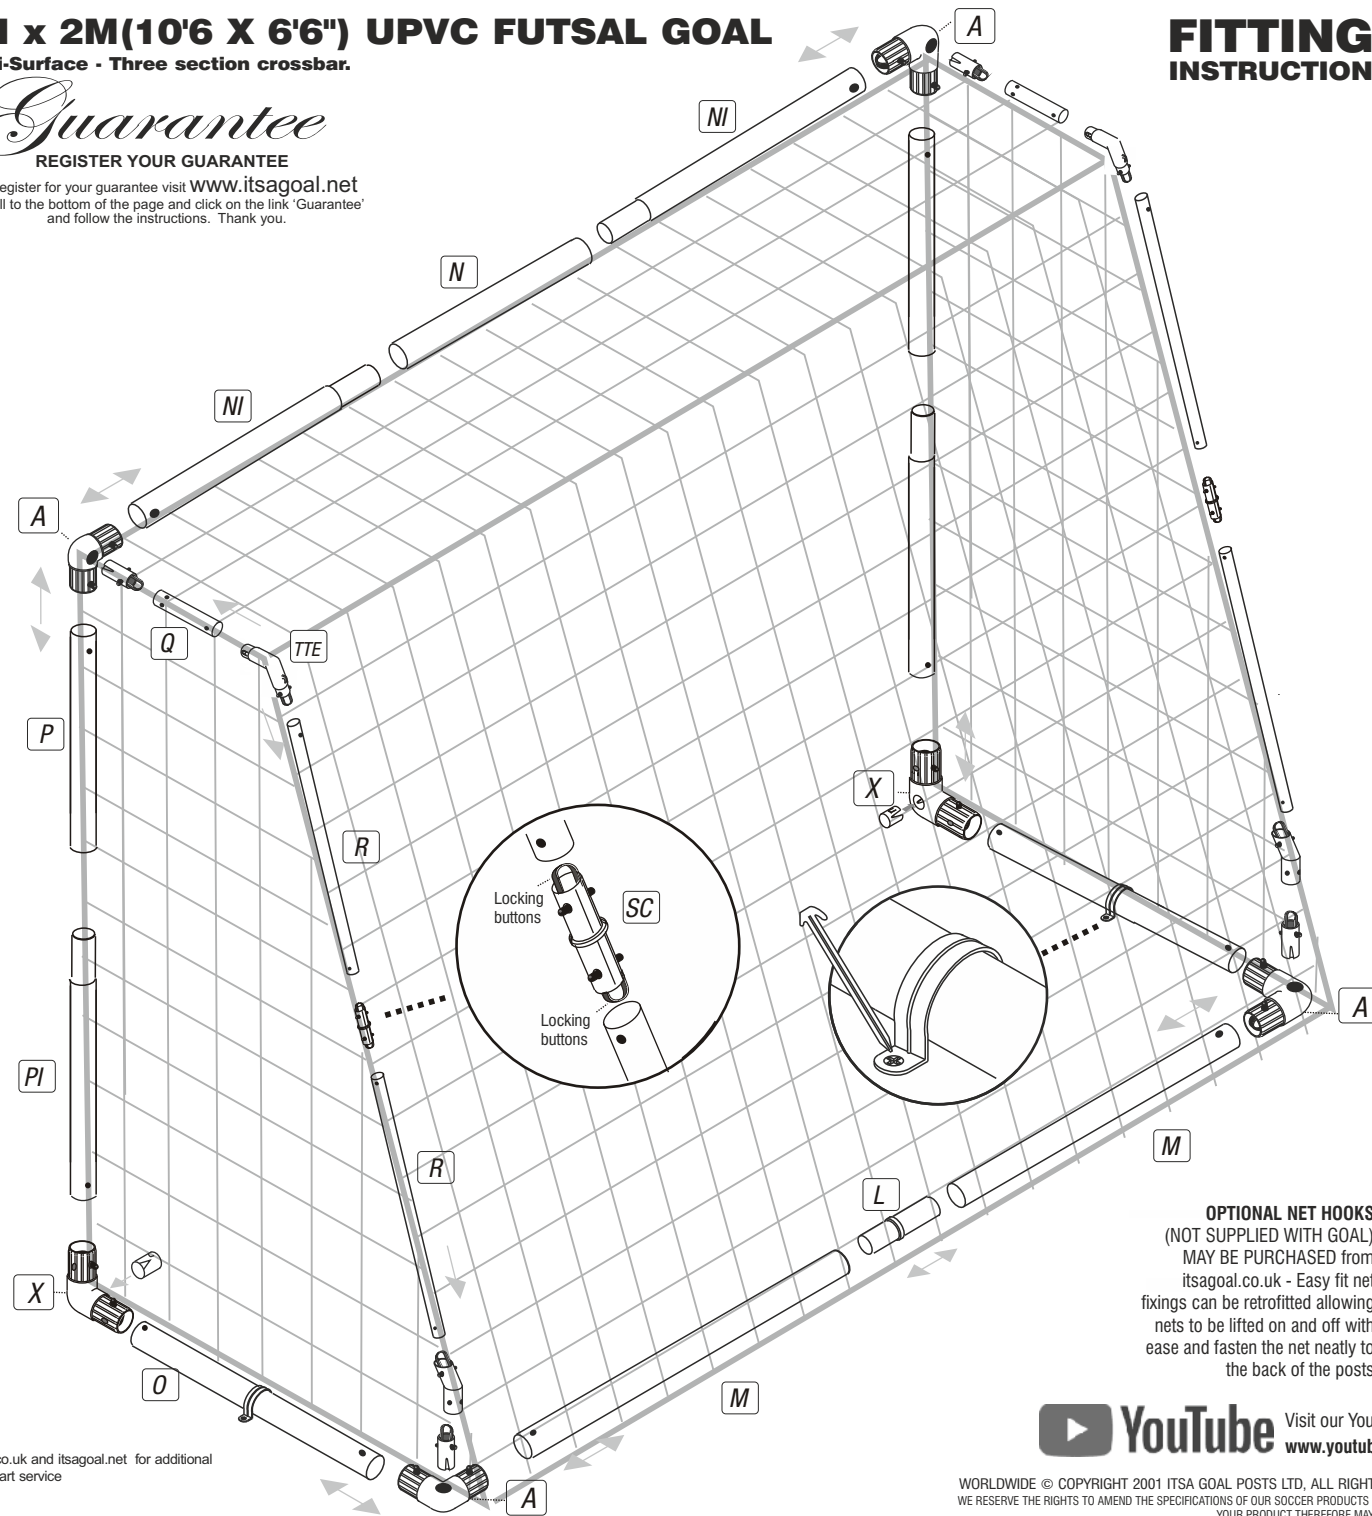 x 2M(10'6 X 6'6") UPVC FUTSAL GOAL
i-Surface - Three section crossbar.
FITTING
INSTRUCTION
Guarantee
REGISTER YOUR GUARANTEE
egister for your guarantee visit www.itsagoal.net
ll to the bottom of the page and click on the link ‘Guarantee’
and follow the instructions. Thank you.
A
NI
N
NI
A
Q
TTE
P
R
X
Locking
buttons
SC
Locking
buttons
A
PI
R
M
L
X
O
M
A
OPTIONAL NET HOOKS
(NOT SUPPLIED WITH GOAL)
MAY BE PURCHASED from
itsagoal.co.uk - Easy fit net
fixings can be retrofitted allowing
nets to be lifted on and off with
ease and fasten the net neatly to
the back of the posts
YouTube Visit our You
www.youtub
co.uk and itsagoal.net for additional
art service
WORLDWIDE © COPYRIGHT 2001 ITSA GOAL POSTS LTD, ALL RIGHT
WE RESERVE THE RIGHTS TO AMEND THE SPECIFICATIONS OF OUR SOCCER PRODUCTS
YOUR PRODUCT THEREFORE MAY